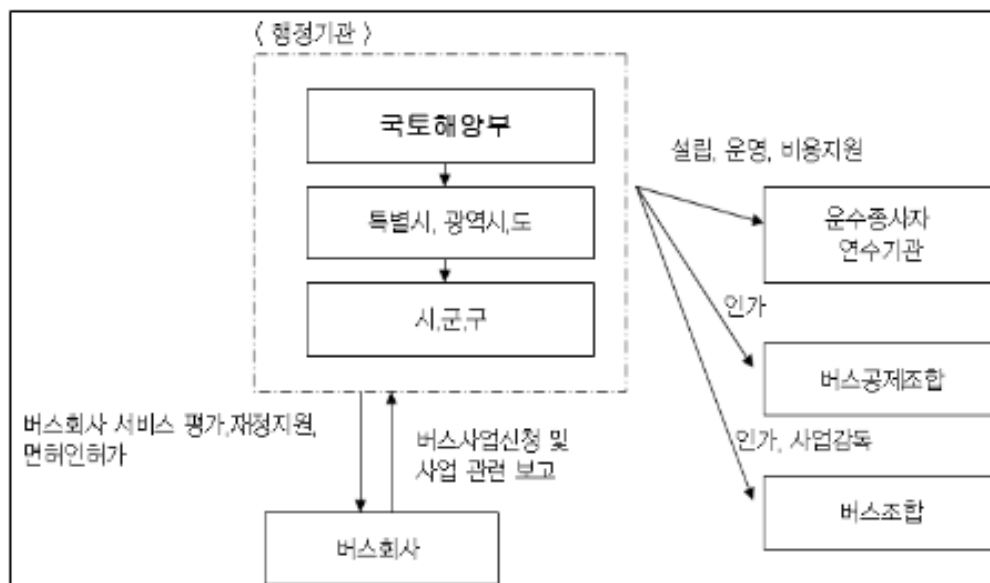 〈 행정기관 〉
국토해양부
특별시, 광역시,도
시,군,구
설립, 운영, 비용지원
운수종사자
연수기관
인가
버스공제조합
인가, 사업감독
버스조합
버스회사 서비스 평가,재정지원,
면허인허가
버스사업신청 및
사업 관련 보고
버스회사